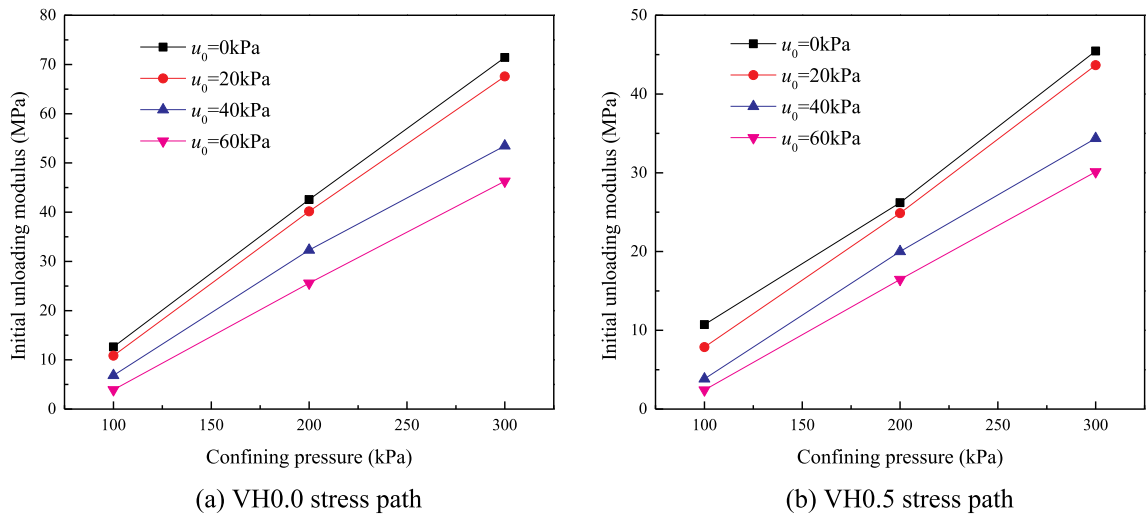 80
70
60
50
40
30
20
10
0
Initial unloading modulus (MPa)
u0=0kPa
u0=20kPa
u0=40kPa
u0=60kPa
100 150 200 250 300
Confining pressure (kPa)
(a) VH0.0 stress path
50
40
30
20
10
0
Initial unloading modulus (MPa)
u0=0kPa
u0=20kPa
u0=40kPa
u0=60kPa
100 150 200 250 300
Confining pressure (kPa)
(b) VH0.5 stress path